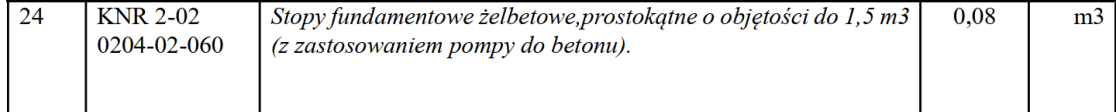 24 KNR 2-02 Stopy fundamentowe żelbetowe,prostokątne o objętości do 1,5 m3 0,08 m3
0204-02-060 (z zastosowaniem pompy do betonu).